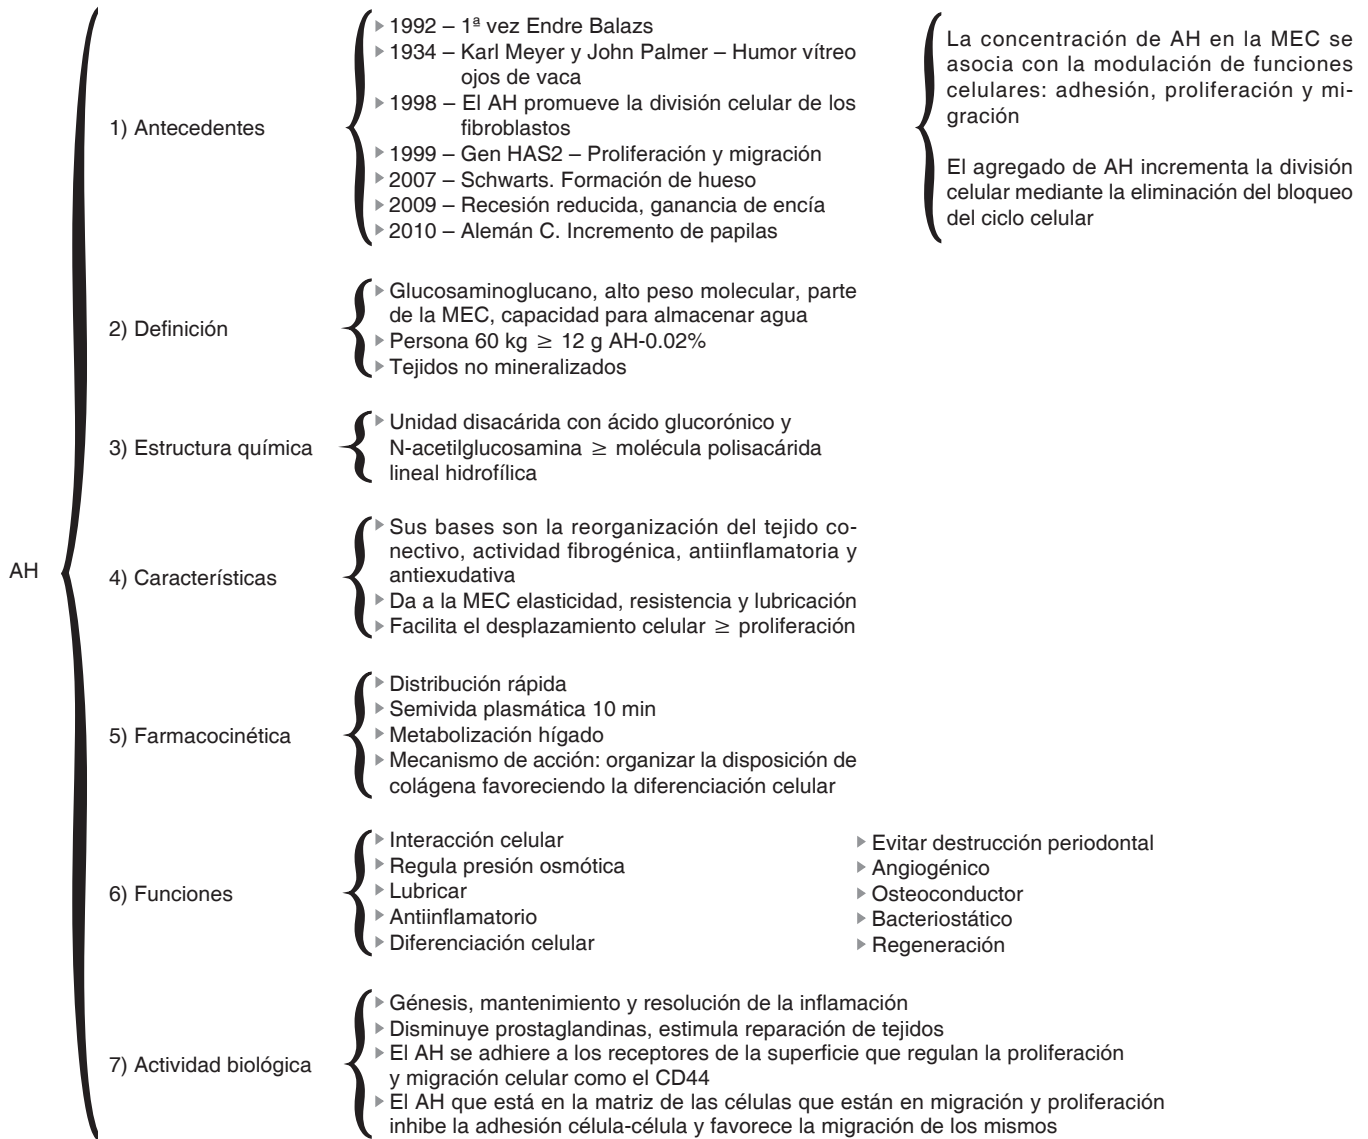 AH
1) Antecedentes
1992 – 1ª vez Endre Balazs
1934 – Karl Meyer y John Palmer – Humor vítreo
ojos de vaca
1998 – El AH promueve la división celular de los
fibroblastos
1999 – Gen HAS2 – Proliferación y migración
2007 – Schwarts. Formación de hueso
2009 – Recesión reducida, ganancia de encía
2010 – Alemán C. Incremento de papilas
La concentración de AH en la MEC se
asocia con la modulación de funciones
celulares: adhesión, proliferación y mi-
gración
El agregado de AH incrementa la división
celular mediante la eliminación del bloqueo
del ciclo celular
2) Definición
Glucosaminoglucano, alto peso molecular, parte
de la MEC, capacidad para almacenar agua
Persona 60 kg ≥ 12 g AH-0.02%
Tejidos no mineralizados
3) Estructura química
Unidad disacárida con ácido glucorónico y
N-acetilglucosamina ≥ molécula polisacárida
lineal hidrofílica
4) Características
Sus bases son la reorganización del tejido co-
nectivo, actividad fibrogénica, antiinflamatoria y
antiexudativa
Da a la MEC elasticidad, resistencia y lubricación
Facilita el desplazamiento celular ≥ proliferación
5) Farmacocinética
Distribución rápida
Semivida plasmática 10 min
Metabolización hígado
Mecanismo de acción: organizar la disposición de
colágena favoreciendo la diferenciación celular
6) Funciones
Interacción celular
Regula presión osmótica
Lubricar
Antiinflamatorio
Diferenciación celular
Evitar destrucción periodontal
Angiogénico
Osteoconductor
Bacteriostático
Regeneración
7) Actividad biológica
Génesis, mantenimiento y resolución de la inflamación
Disminuye prostaglandinas, estimula reparación de tejidos
El AH se adhiere a los receptores de la superficie que regulan la proliferación
y migración celular como el CD44
El AH que está en la matriz de las células que están en migración y proliferación
inhibe la adhesión célula-célula y favorece la migración de los mismos